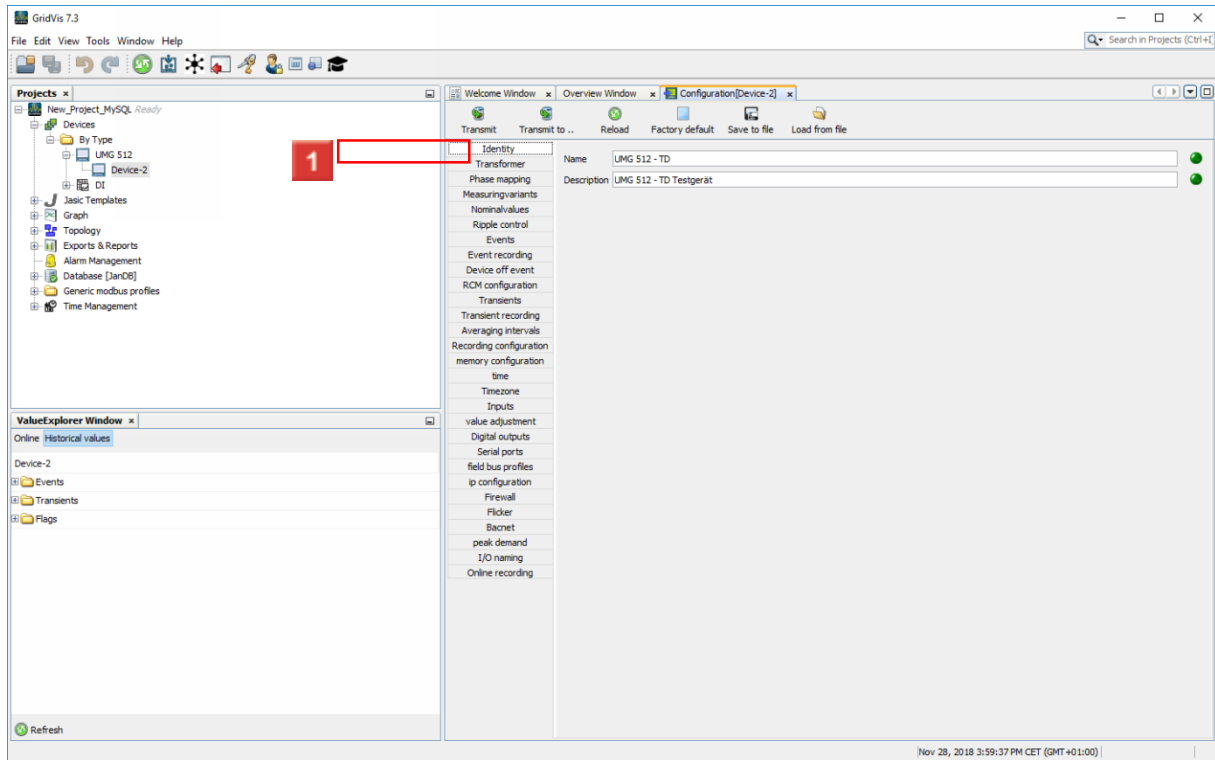 GridVis 7.3
File Edit View Tools Window Help
Search in Projects (Ctrl+I
Projects
New_Project_MySQL Ready
Devices
By Type
UMG 512
Device-2
DI
Jasic Templates
Graph
Topology
Exports & Reports
Alarm Management
Database [JanDB]
Generic modbus profiles
Time Management
1
ValueExplorer Window
Online Historical values
Device-2
Events
Transients
Flags
Refresh
Welcome Window Overview Window Configuration[Device-2]
Transmit Transmit to .. Reload Factory default Save to file Load from file
Identity
Transformer
Phase mapping
Measuringvariants
Nominalvalues
Ripple control
Events
Event recording
Device off event
RCM configuration
Transients
Transient recording
Averaging intervals
Recording configuration
memory configuration
time
Timezone
Inputs
value adjustment
Digital outputs
Serial ports
field bus profiles
ip configuration
Firewall
Flicker
Bacnet
peak demand
I/O naming
Online recording
Name UMG 512 - TD
Description UMG 512 - TD Testgerät
Nov 28, 2018 3:59:37 PM CET (GMT+01:00)